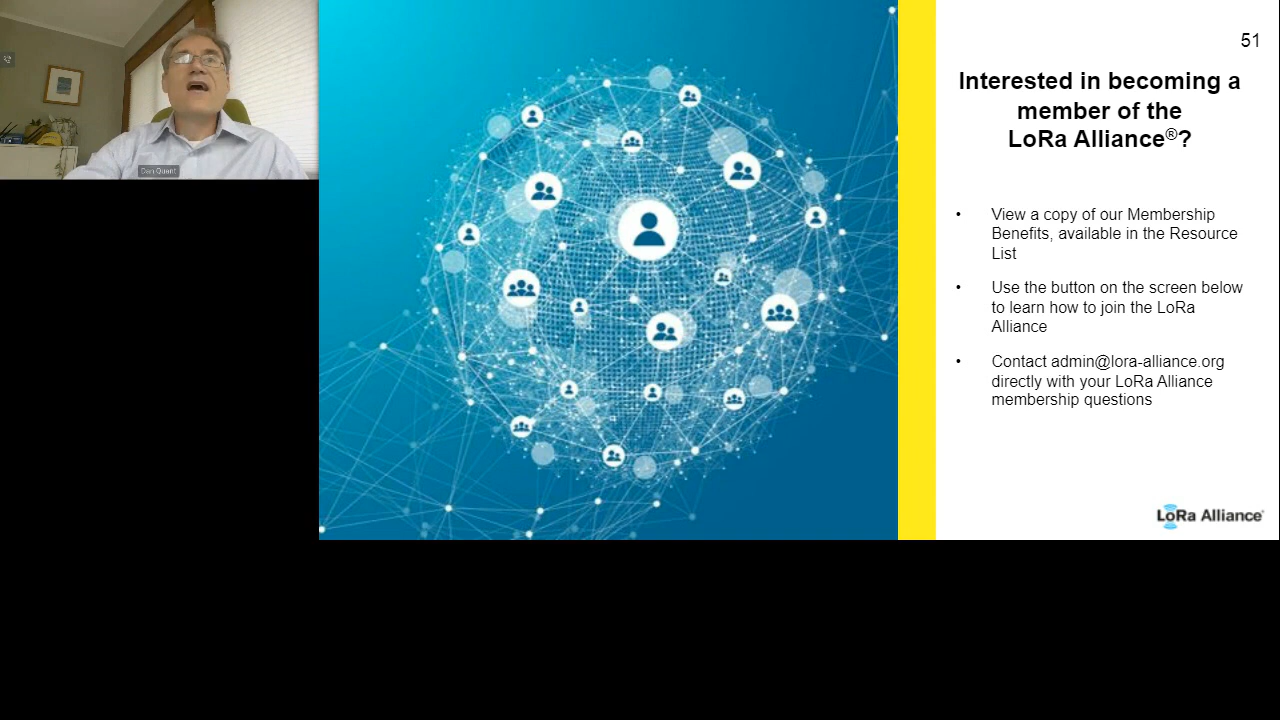 Dan Quant
51
Interested in becoming a
member of the
LoRa Alliance®?
• View a copy of our Membership
Benefits, available in the Resource
List
• Use the button on the screen below
to learn how to join the LoRa
Alliance
• Contact admin@lora-alliance.org
directly with your LoRa Alliance
membership questions
LoRa Alliance®